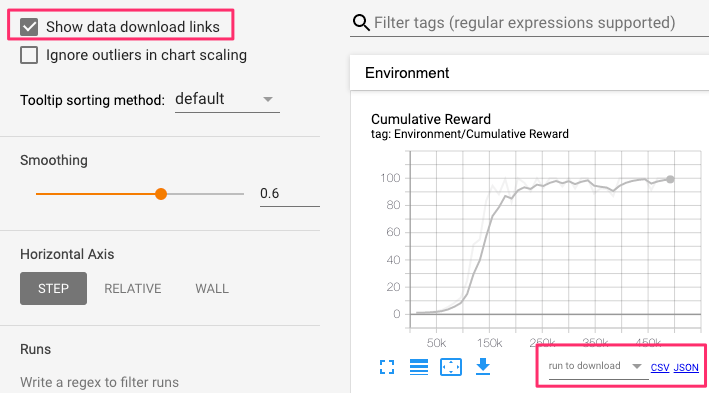 Show data download links
Ignore outliers in chart scaling
Tooltip sorting method: default
Smoothing
0.6
Horizontal Axis
STEP RELATIVE WALL
Runs
Write a regex to filter runs
Filter tags (regular expressions supported)
Environment
Cumulative Reward
tag: Environment/Cumulative Reward
100
80
60
40
20
0
50k 150k 250k 350k 450k
run to download CSV JSON